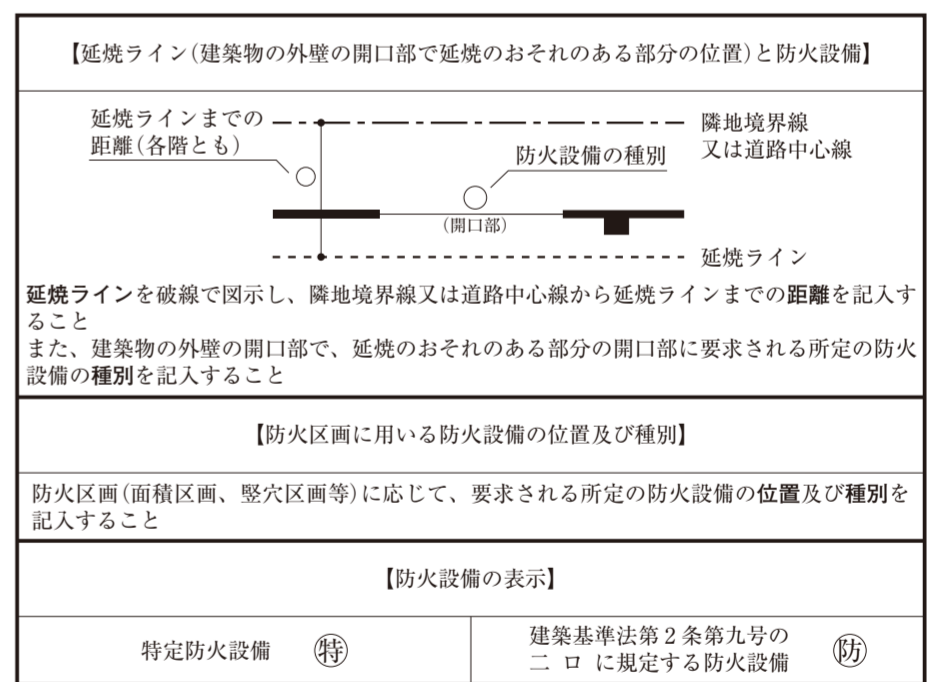 【延焼ライン(建築物の外壁の開口部で延焼のおそれのある部分の位置)と防火設備】
延焼ラインまでの
距離(各階とも)
隣地境界線
又は道路中心線
防火設備の種別
(開口部)
延焼ライン
延焼ラインを破線で図示し、隣地境界線又は道路中心線から延焼ラインまでの距離を記入す
ること
また、建築物の外壁の開口部で、延焼のおそれのある部分の開口部に要求される所定の防火
設備の種別を記入すること
【防火区画に用いる防火設備の位置及び種別】
防火区画(面積区画、竪穴区画等)に応じて、要求される所定の防火設備の位置及び種別を
記入すること
【防火設備の表示】
特定防火設備 ㊕
建築基準法第2条第九号の
二 ロ に規定する防火設備 防